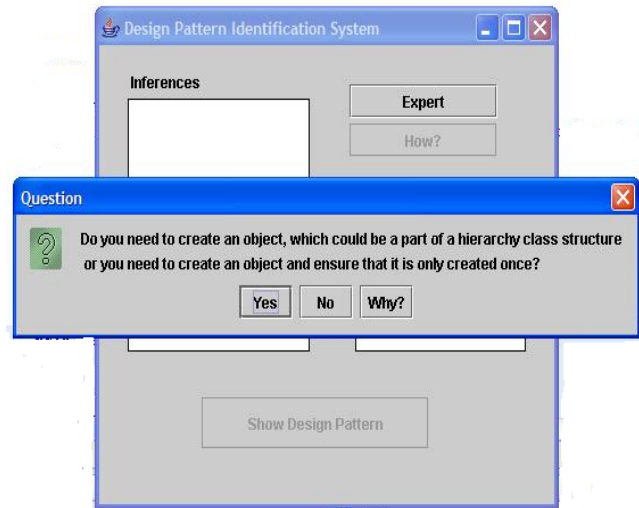 Design Pattern Identification System
Inferences
Expert
How?
Question
Do you need to create an object, which could be a part of a hierarchy class structure
or you need to create an object and ensure that it is only created once?
Yes No Why?
Show Design Pattern